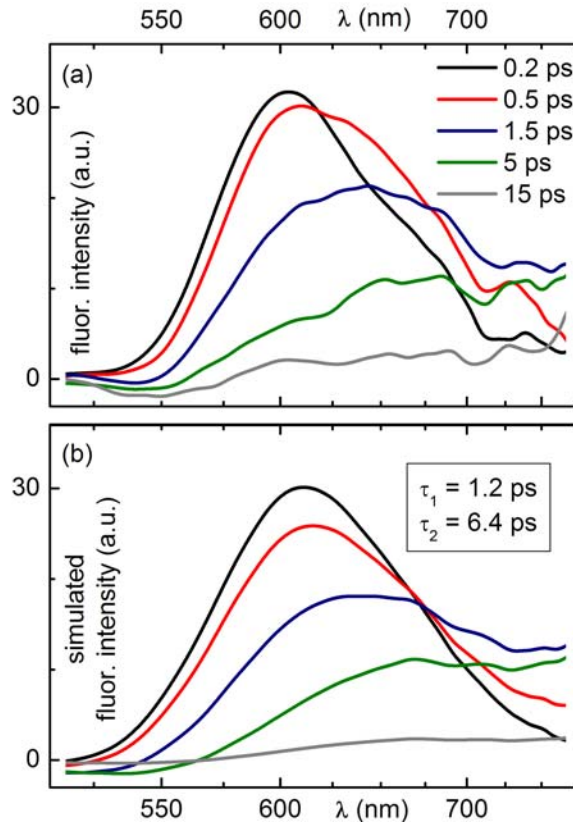 550 600 λ (nm) 700
(a)
0.2 ps
0.5 ps
1.5 ps
5 ps
15 ps
30
0
fluor. intensity (a.u.)
(b)
τ1 = 1.2 ps
τ2 = 6.4 ps
30
0
simulated
fluor. intensity (a.u.)
550 600 λ (nm) 700